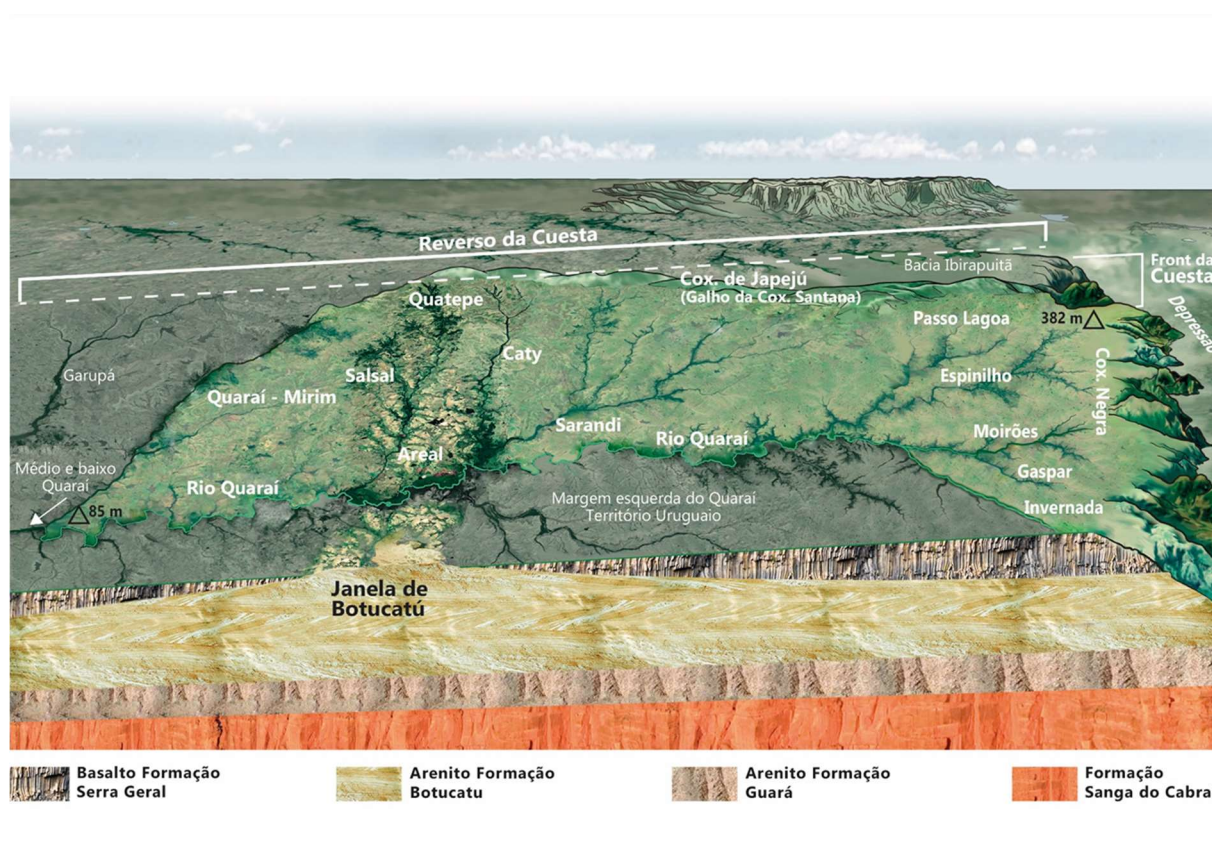 Reverso da Cuesta
Bacia Ibirapuitã
Front da
Cuesta
Cox. de Japejú
(Galho da Cox. Santana)
Quatepe
Passo Lagoa
382 m
Depressão
Caty
Garupá
Salsal
Espinilho
Cox. Negra
Quaraí - Mirim
Sarandi
Rio Quaraí
Moirões
Areal
Médio e baixo
Quaraí
Gaspar
Rio Quaraí
Margem esquerda do Quaraí
Território Uruguaio
Invernada
85 m
Janela de
Botucatú
Basalto Formação
Serra Geral
Arenito Formação
Botucatu
Arenito Formação
Guará
Formação
Sanga do Cabra